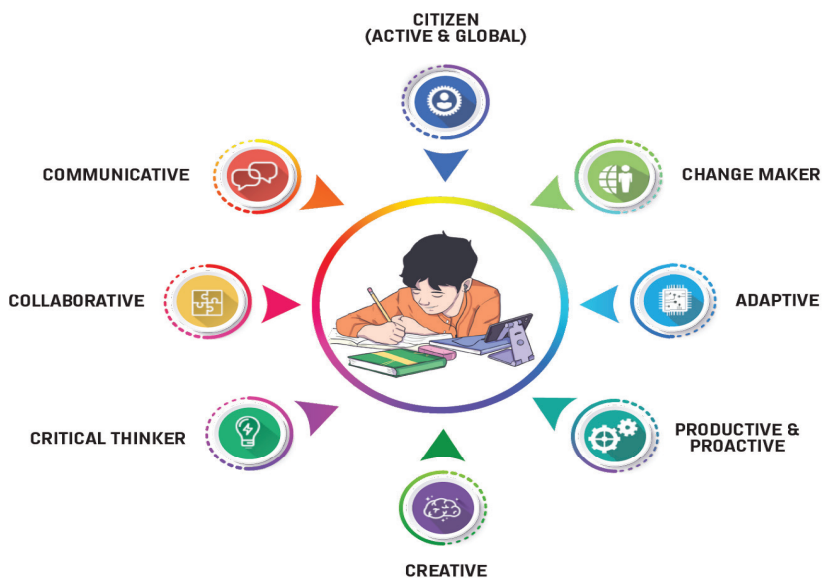 CITIZEN
(ACTIVE & GLOBAL)
COMMUNICATIVE
CHANGE MAKER
COLLABORATIVE
ADAPTIVE
CRITICAL THINKER
PRODUCTIVE &
PROACTIVE
CREATIVE